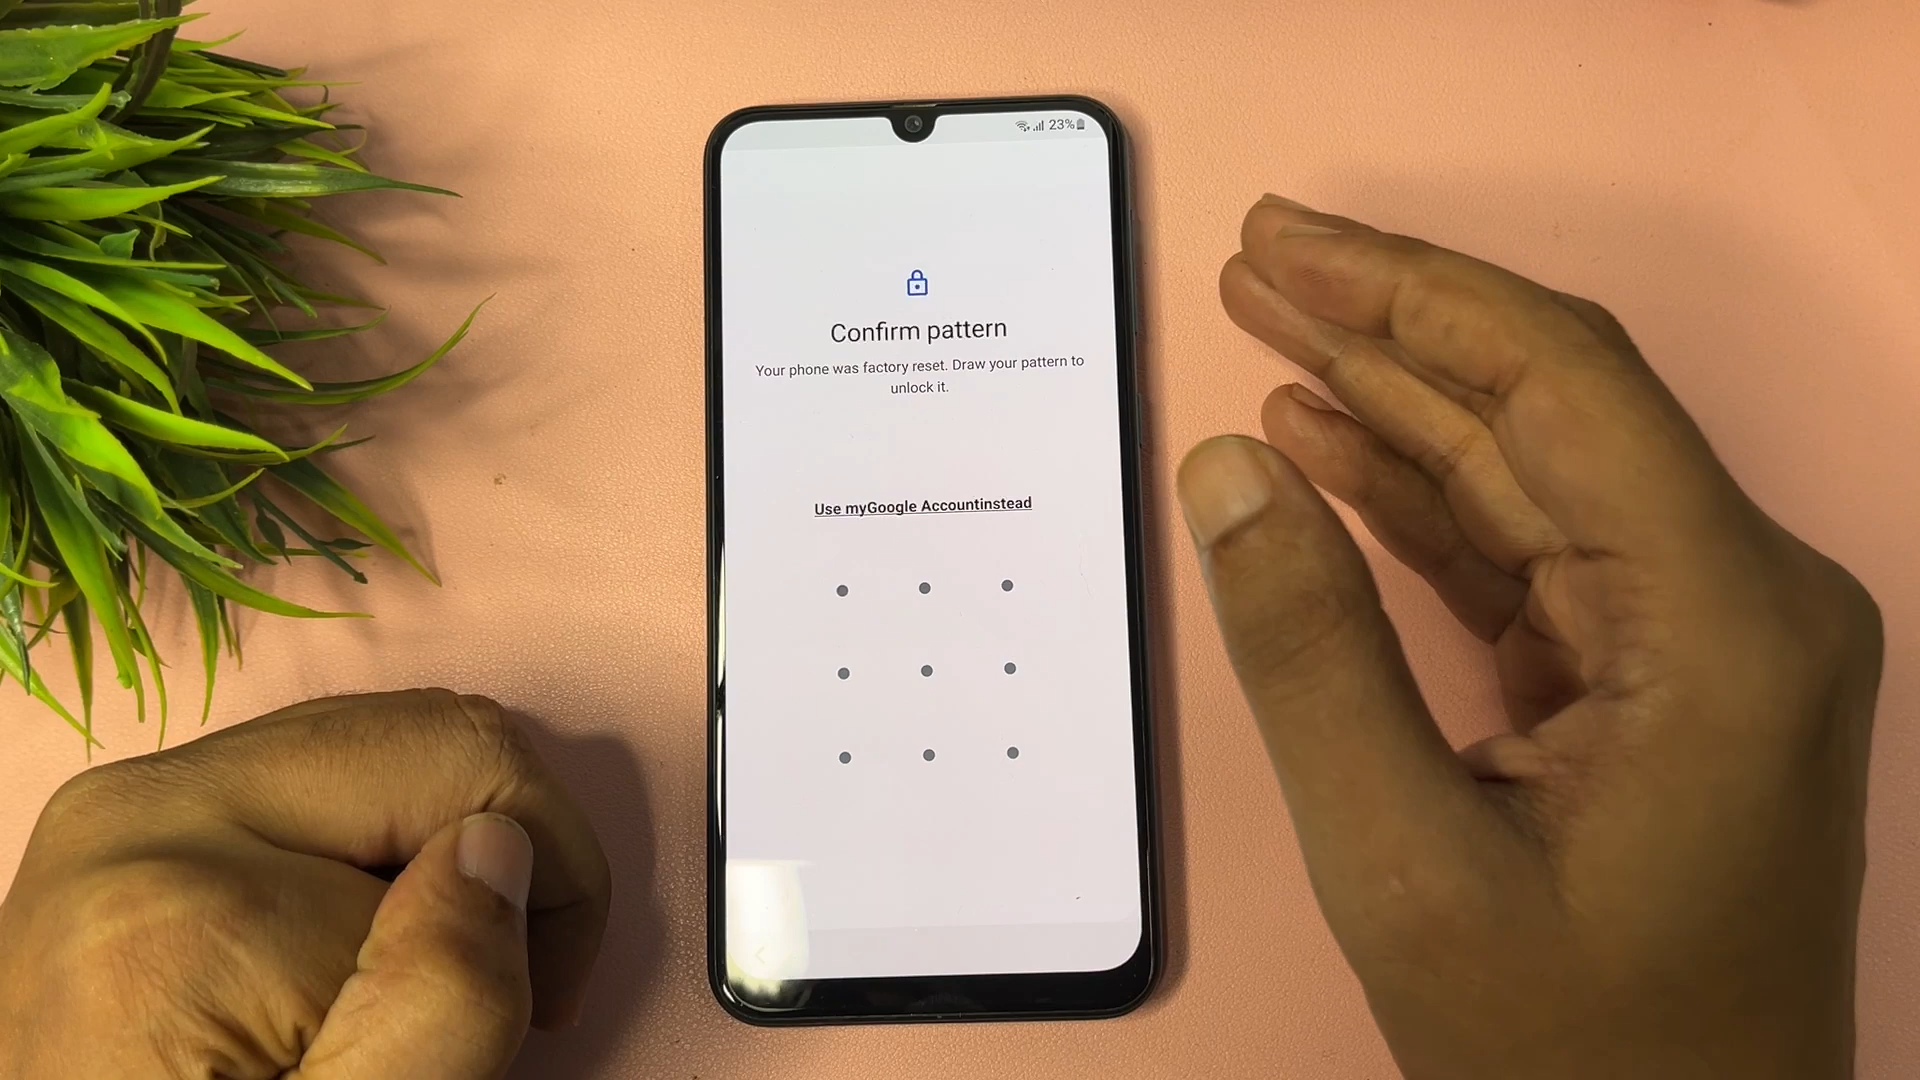 23%
Confirm pattern
Your phone was factory reset. Draw your pattern to
unlock it.
Use myGoogle Accountinstead